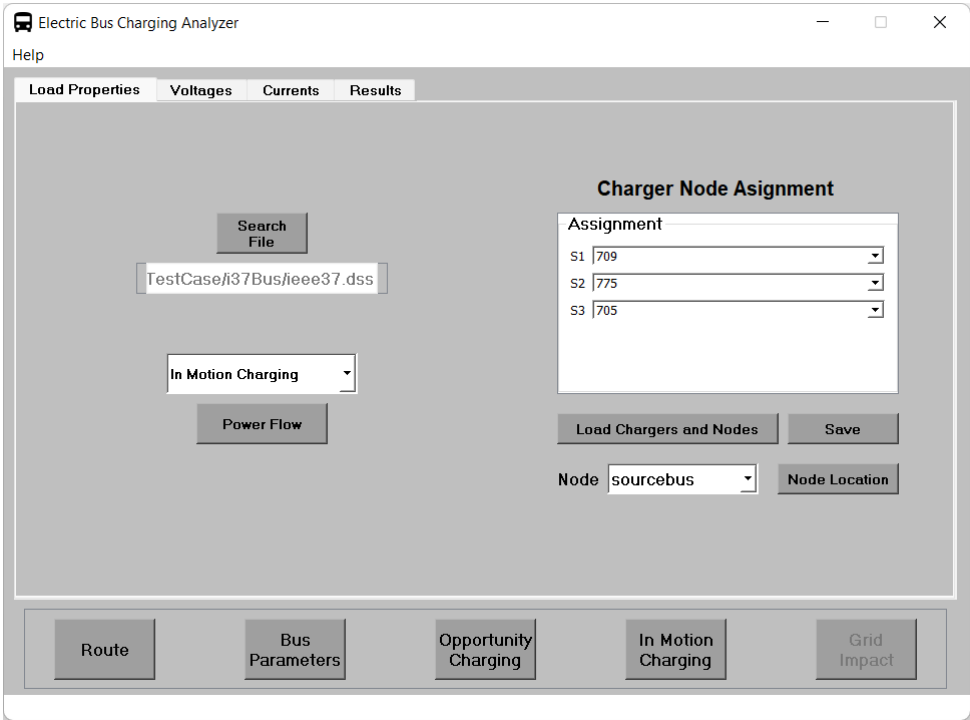 Electric Bus Charging Analyzer
Help
Load Properties Voltages Currents Results
Search
File
TestCase/i37Bus/ieee37.dss
In Motion Charging
Power Flow
Charger Node Asignment
Assignment
S1 709
S2 775
S3 705
Load Chargers and Nodes Save
Node sourcebus Node Location
Route
Bus
Parameters
Opportunity
Charging
In Motion
Charging
Grid
Impact